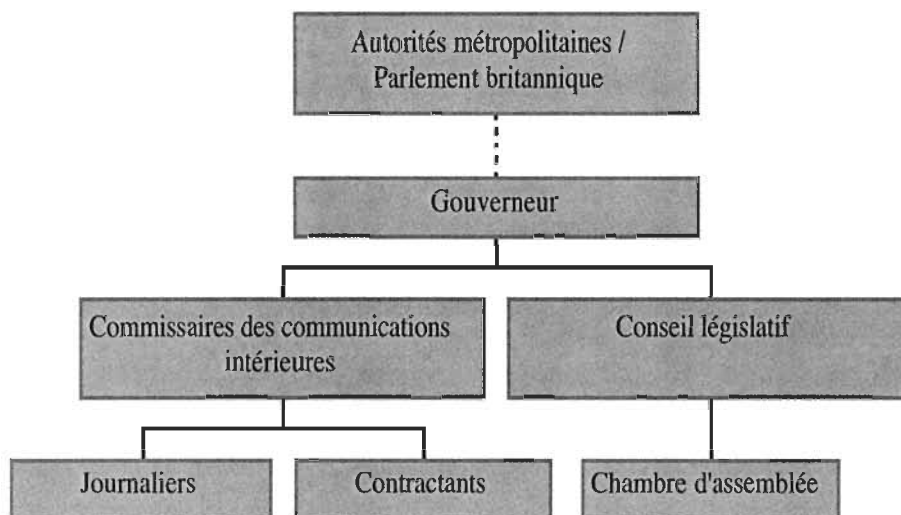 Autorités métropolitaines /
Parlement britannique
Gouverneur
Commissaires des communications
intérieures
Conseil législatif
Journaliers
Contractants
Chambre d'assemblée